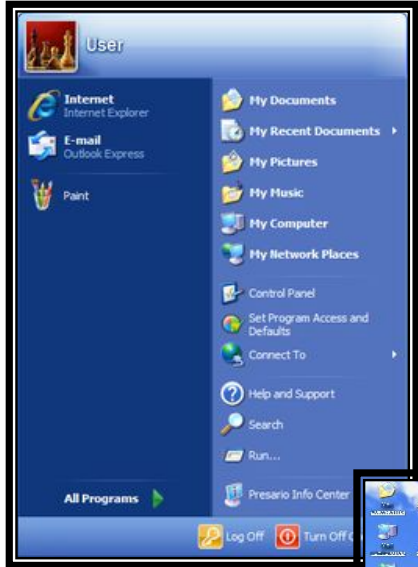 User
Internet
Internet Explorer
E-mail
Outlook Express
Paint
All Programs
My Documents
My Recent Documents
My Pictures
My Music
My Computer
My Network Places
Control Panel
Set Program Access and
Defaults
Connect To
Help and Support
Search
Run...
Presario Info Center
Log Off
Turn Off